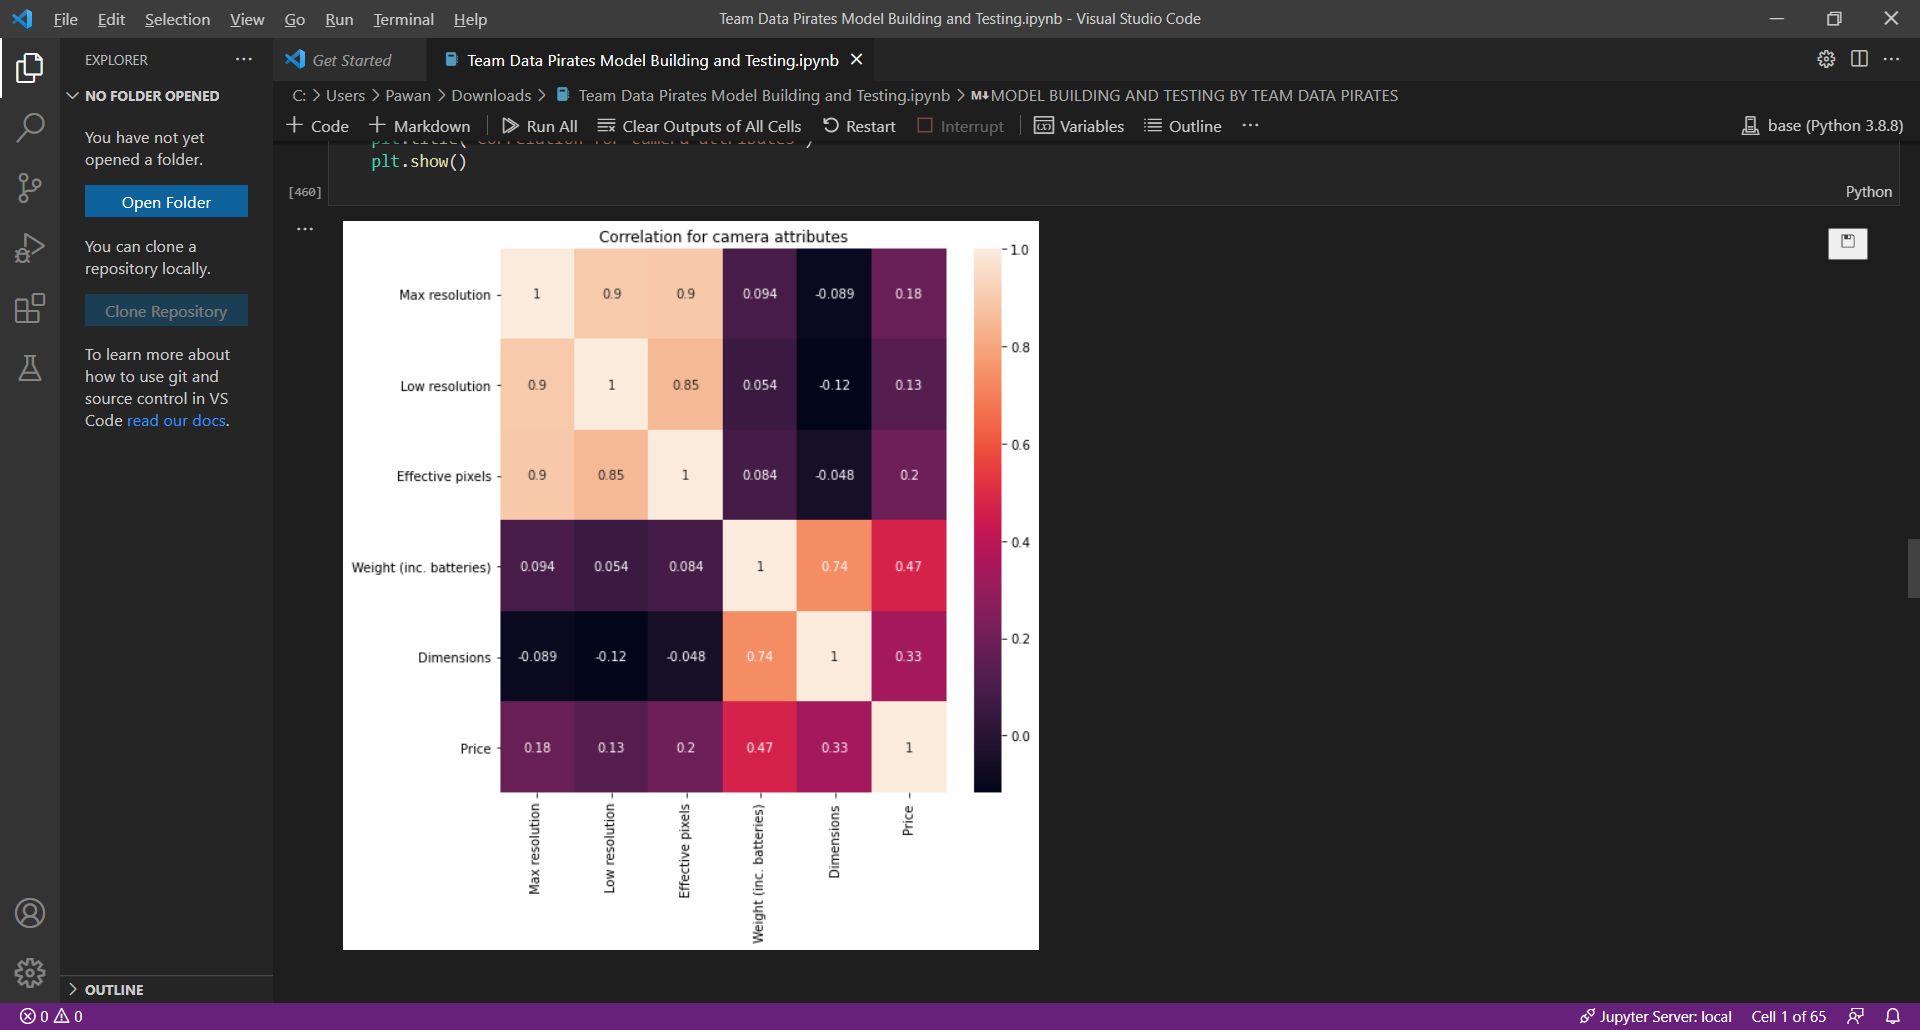 File Edit Selection View Go Run Terminal Help
Team Data Pirates Model Building and Testing.ipynb - Visual Studio Code
EXPLORER
NO FOLDER OPENED
You have not yet
opened a folder.
Open Folder
You can clone a
repository locally.
Clone Repository
To learn more about
how to use git and
source control in VS
Code read our docs.
OUTLINE
Get Started
Team Data Pirates Model Building and Testing.ipynb
C: > Users > Pawan > Downloads > Team Data Pirates Model Building and Testing.ipynb > M↓MODEL BUILDING AND TESTING BY TEAM DATA PIRATES
+ Code + Markdown Run All Clear Outputs of All Cells Restart Interrupt Variables Outline ...
base (Python 3.8.8)
plt.title("Correlation for camera attributes")
plt.show()
[460]
Python
Correlation for camera attributes
Max resolution 1 0.9 0.9 0.094 -0.089 0.18
Low resolution 0.9 1 0.85 0.054 -0.12 0.13
Effective pixels 0.9 0.85 1 0.084 -0.048 0.2
Weight (inc. batteries) 0.094 0.054 0.084 1 0.74 0.47
Dimensions -0.089 -0.12 -0.048 0.74 1 0.33
Price 0.18 0.13 0.2 0.47 0.33 1
Max resolution
Low resolution
Effective pixels
Weight (inc. batteries)
Dimensions
Price
1.0
0.8
0.6
0.4
0.2
0.0
0 0
Jupyter Server: local Cell 1 of 65